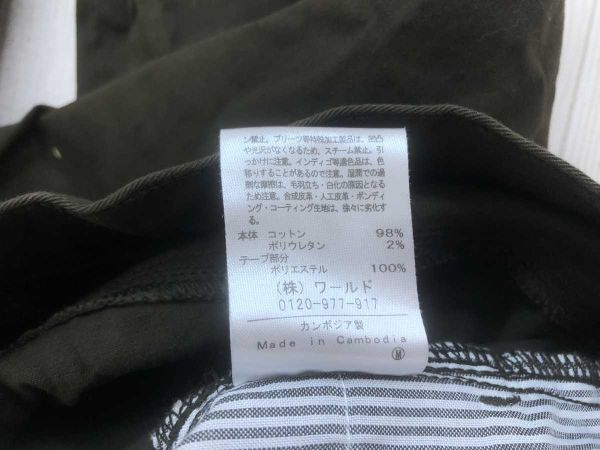 ン禁止。プリーツ等特殊加工製品は、凹凸
や光沢がなくなるため、スチーム禁止。引
っかけに注意。インディゴ等濃色品は、色
移りすることがあるので注意。湿潤での過
剰な摩擦は、毛羽立ち・白化の原因となる
ため注意。合成皮革・人工皮革・ボンディ
ング・コーティング生地は、徐々に劣化す
る。
本体 コットン 98%
ポリウレタン 2%
テープ部分
ポリエステル 100%
(株) ワールド
0120-977-917
カンボジア製
Made in Cambodia
M